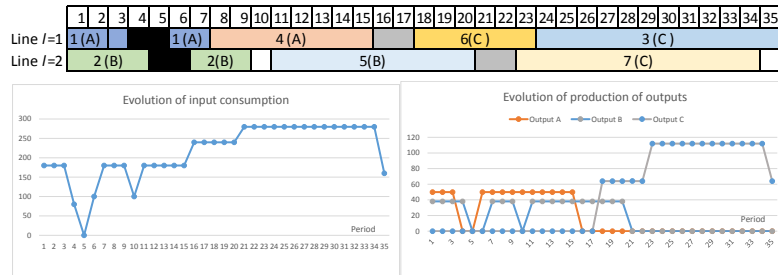 1 2 3 4 5 6 7 8 9 10 11 12 13 14 15 16 17 18 19 20 21 22 23 24 25 26 27 28 29 30 31 32 33 34 35
Line l=1 1 (A) 1 (A) 4 (A) 6(C ) 3 (C )
Line l=2 2 (B) 2 (B) 5(B) 7 (C)
Evolution of input consumption
300
250
200
150
100
50
0
Period
1 2 3 4 5 6 7 8 9 10 11 12 13 14 15 16 17 18 19 20 21 22 23 24 25 26 27 28 29 30 31 32 33 34 35
Evolution of production of outputs
Output A Output B Output C
120
100
80
60
40
20
0
Period
1 3 5 7 9 11 13 15 17 19 21 23 25 27 29 31 33 35